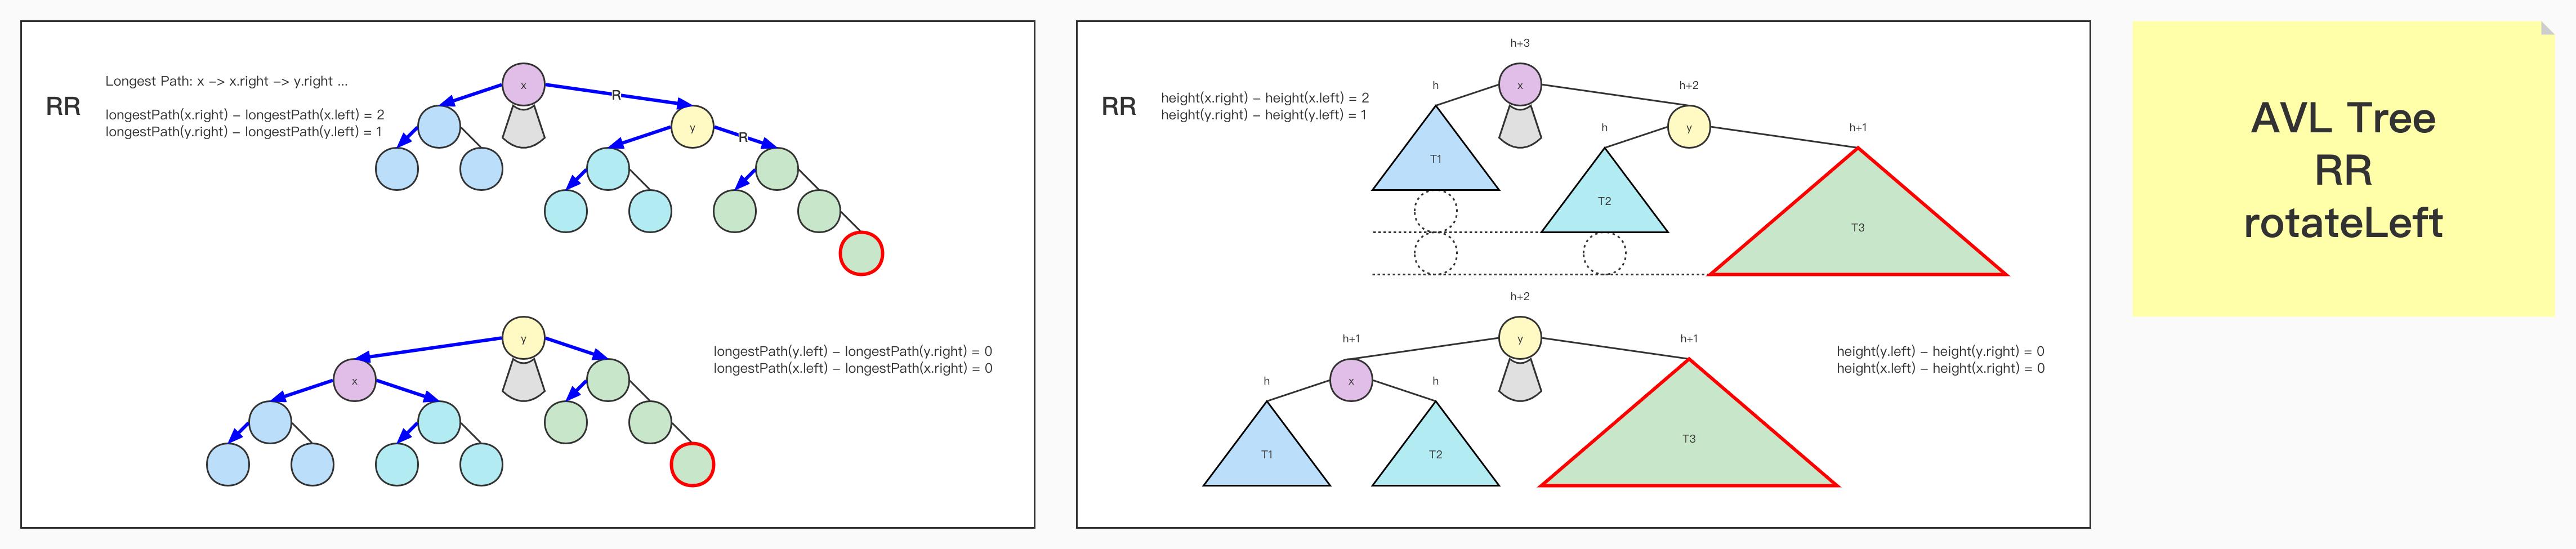 RR
Longest Path: x –> x.right –> y.right ...
longestPath(x.right) – longestPath(x.left) = 2
longestPath(y.right) – longestPath(y.left) = 1
x
R
y
R
y
x
longestPath(y.left) – longestPath(y.right) = 0
longestPath(x.left) – longestPath(x.right) = 0
RR
height(x.right) – height(x.left) = 2
height(y.right) – height(y.left) = 1
h+3
h
x
h+2
T1
h
y
h+1
T2
T3
h+2
h+1
y
h+1
h
x
h
T1
T2
T3
height(y.left) – height(y.right) = 0
height(x.left) – height(x.right) = 0
AVL Tree
RR
rotateLeft